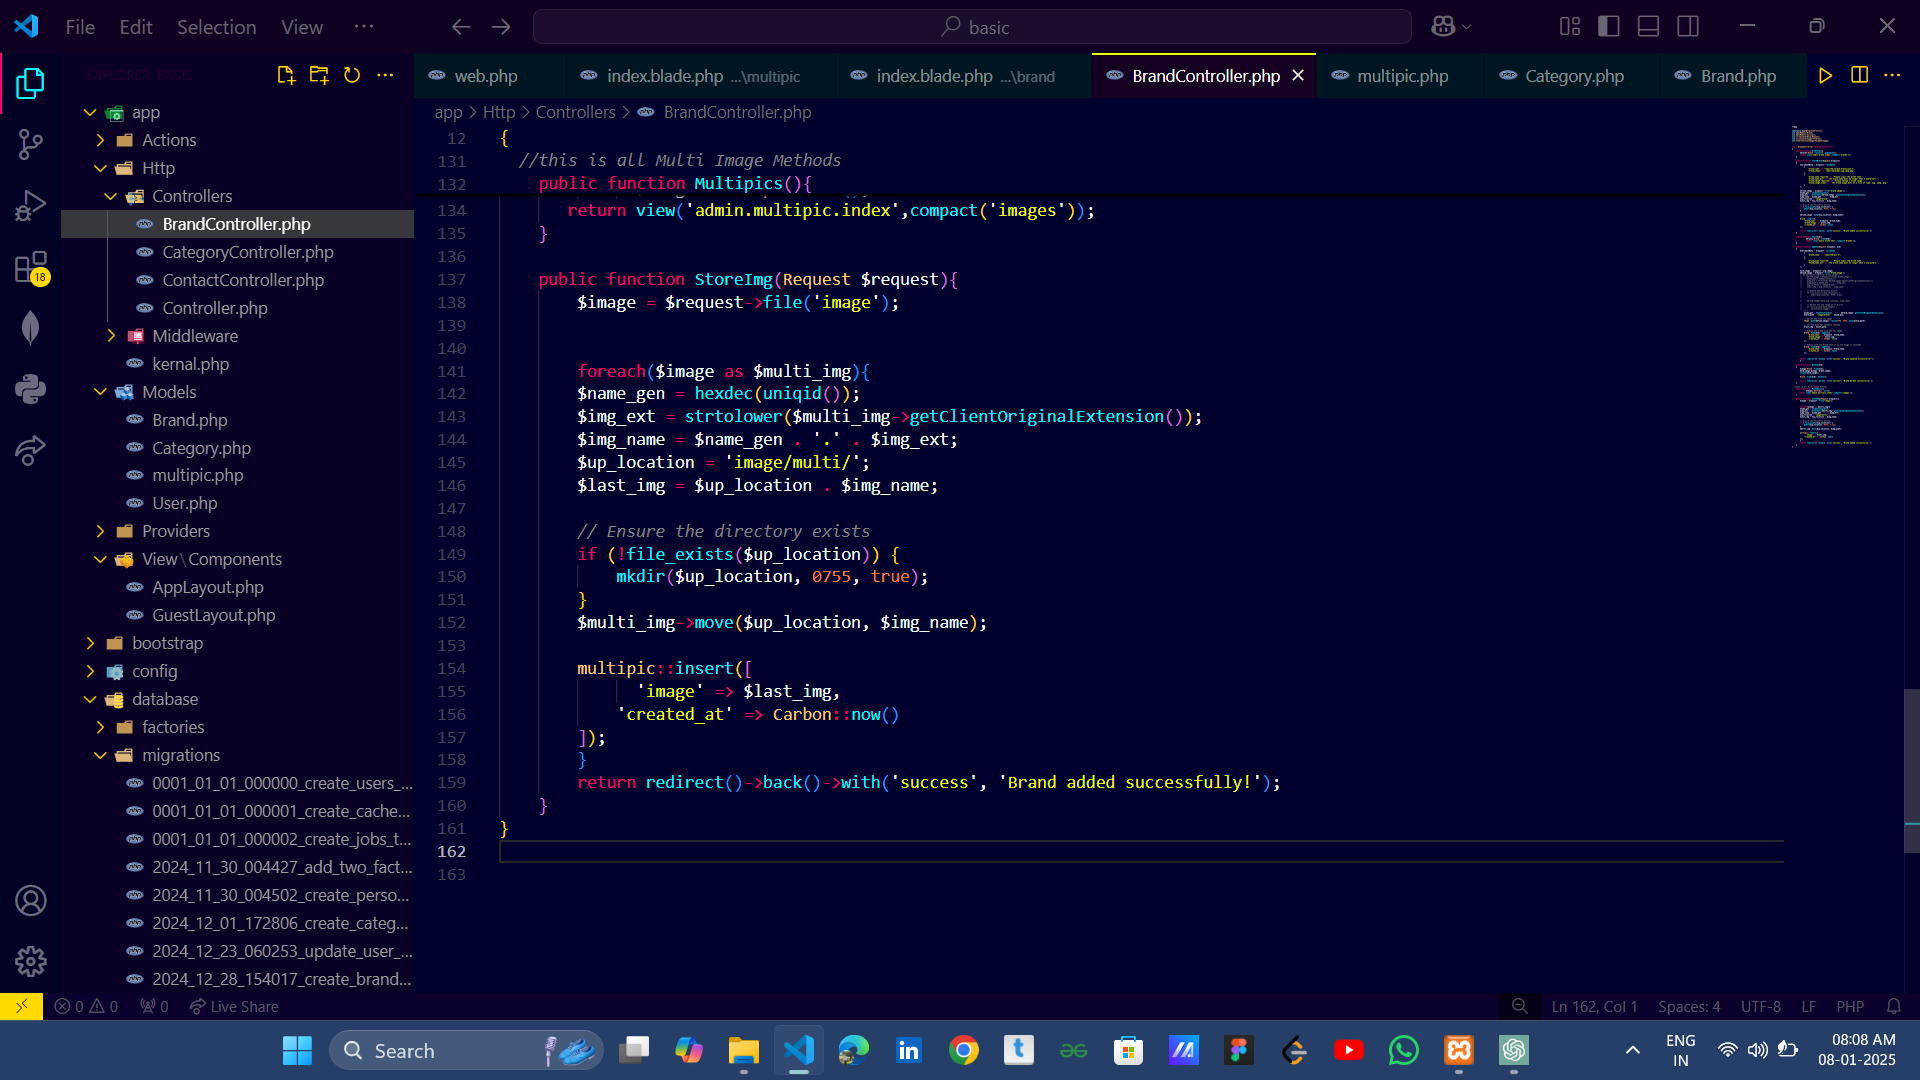 File Edit Selection View ...
basic
EXPLORER: BASIC
app
Actions
Http
Controllers
BrandController.php
CategoryController.php
ContactController.php
Controller.php
Middleware
kernal.php
Models
Brand.php
Category.php
multipic.php
User.php
Providers
View\Components
AppLayout.php
GuestLayout.php
bootstrap
config
database
factories
migrations
0001_01_01_000000_create_users_...
0001_01_01_000001_create_cache...
0001_01_01_000002_create_jobs_t...
2024_11_30_004427_add_two_fact...
2024_11_30_004502_create_perso...
2024_12_01_172806_create_categ...
2024_12_23_060253_update_user_...
2024_12_28_154017_create_brand...
18
web.php index.blade.php ...\multipic index.blade.php ...\brand BrandController.php multipic.php Category.php Brand.php
app > Http > Controllers > BrandController.php
12 {
131 //this is all Multi Image Methods
132 public function Multipics(){
134 return view('admin.multipic.index',compact('images'));
135 }
136
137 public function StoreImg(Request $request){
138 $image = $request->file('image');
139
140
141 foreach($image as $multi_img){
142 $name_gen = hexdec(uniqid());
143 $img_ext = strtolower($multi_img->getClientOriginalExtension());
144 $img_name = $name_gen . '.' . $img_ext;
145 $up_location = 'image/multi/';
146 $last_img = $up_location . $img_name;
147
148 // Ensure the directory exists
149 if (!file_exists($up_location)) {
150 mkdir($up_location, 0755, true);
151 }
152 $multi_img->move($up_location, $img_name);
153
154 multipic::insert([
155 'image' => $last_img,
156 'created_at' => Carbon::now()
157 ]);
158 }
159 return redirect()->back()->with('success', 'Brand added successfully!');
160 }
161 }
162
163
0 0 0 Live Share
Ln 162, Col 1 Spaces: 4 UTF-8 LF PHP
Search
ENG
IN
08:08 AM
08-01-2025